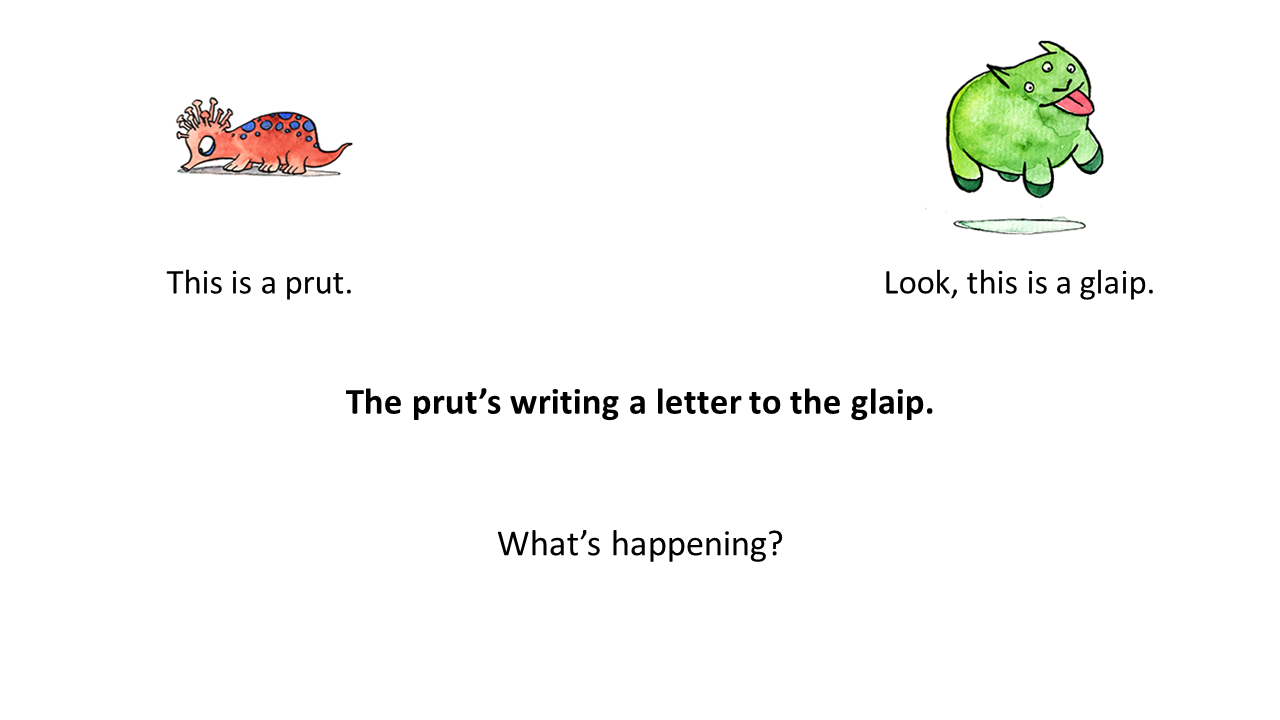 This is a prut.
Look, this is a glaip.
The prut’s writing a letter to the glaip.
What’s happening?